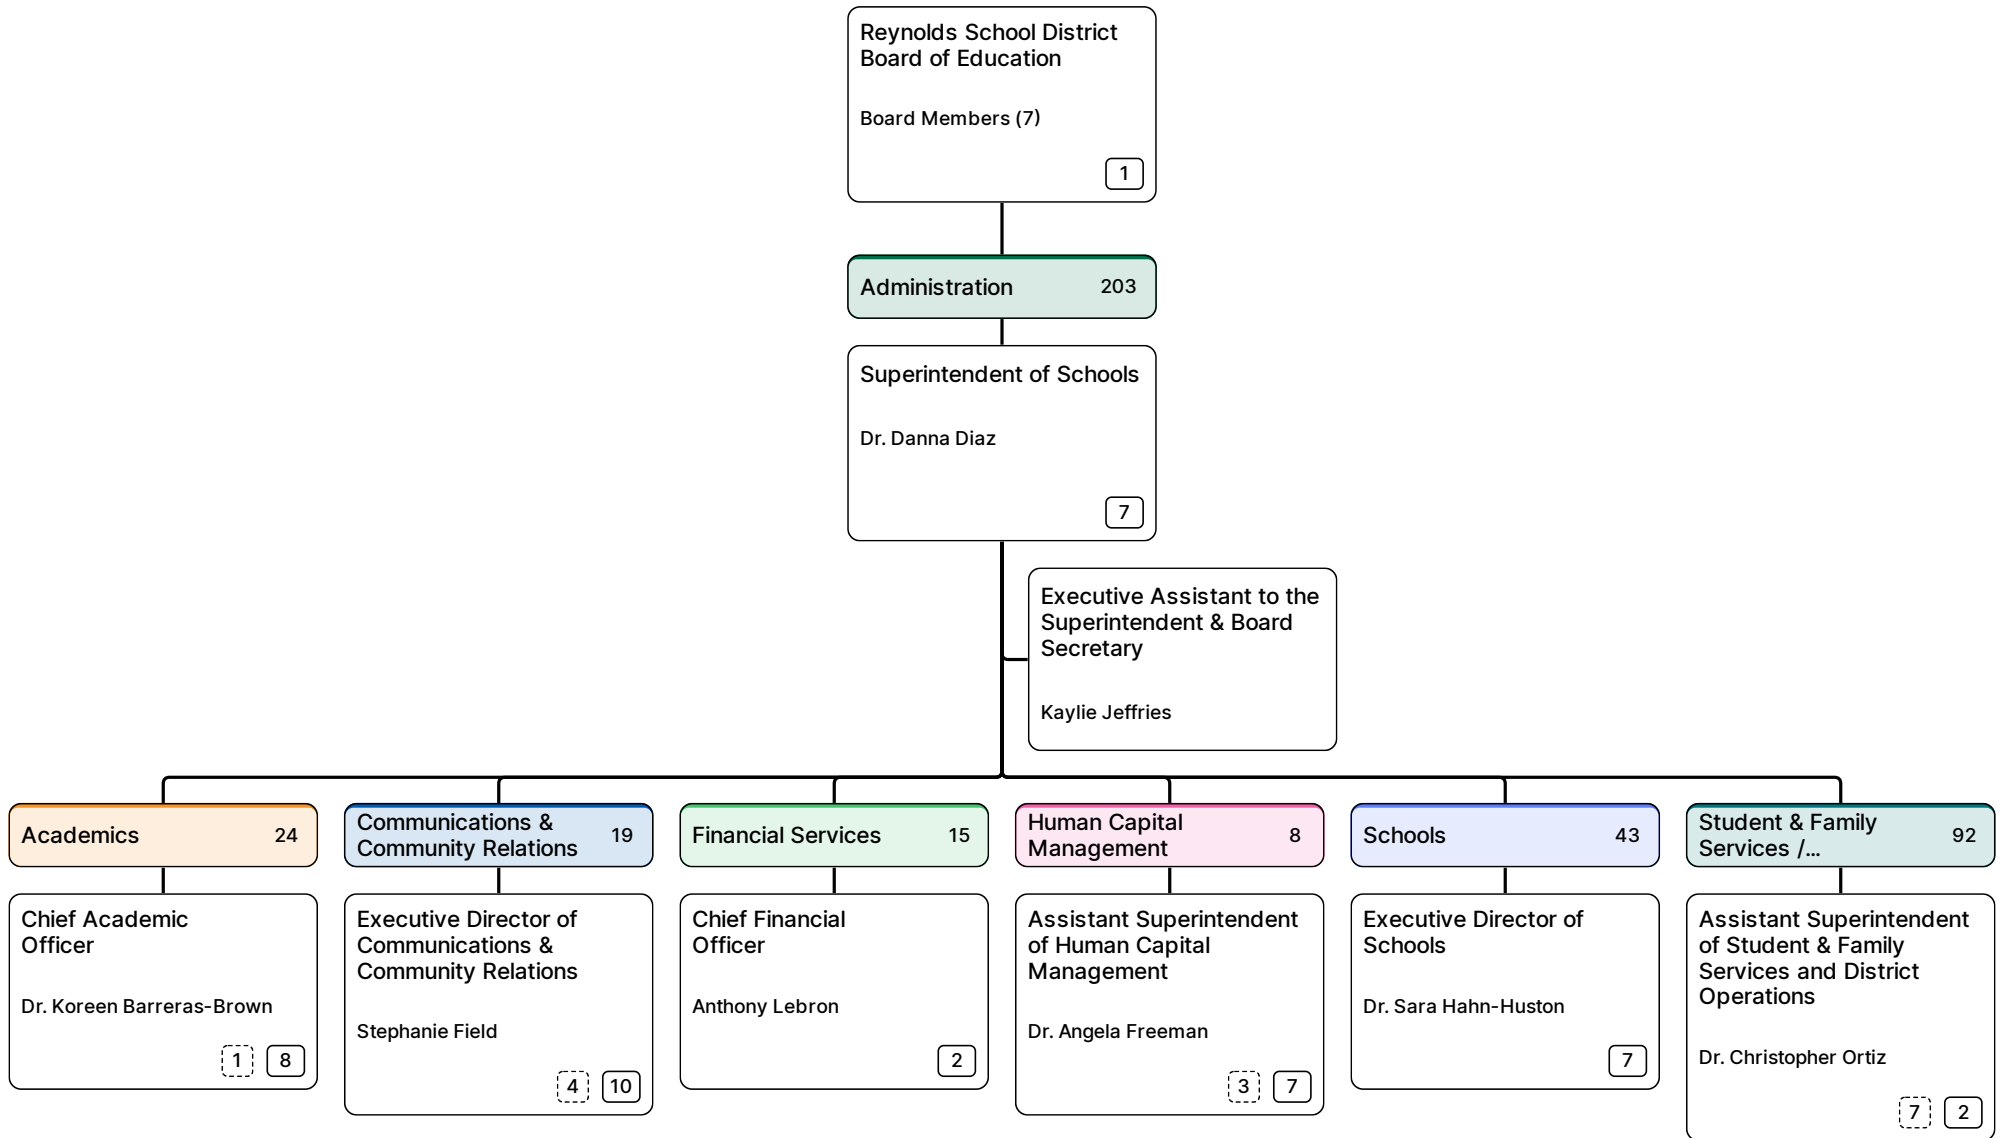 Reynolds School District
Board of Education
Board Members (7)
1
Administration 203
Superintendent of Schools
Dr. Danna Diaz
7
Executive Assistant to the
Superintendent & Board
Secretary
Kaylie Jeffries
Academics 24
Chief Academic
Officer
Dr. Koreen Barreras-Brown
1 8
Communications &
Community Relations 19
Executive Director of
Communications &
Community Relations
Stephanie Field
4 10
Financial Services 15
Chief Financial
Officer
Anthony Lebron
2
Human Capital
Management 8
Assistant Superintendent
of Human Capital
Management
Dr. Angela Freeman
3 7
Schools 43
Executive Director of
Schools
Dr. Sara Hahn-Huston
7
Student & Family
Services /... 92
Assistant Superintendent
of Student & Family
Services and District
Operations
Dr. Christopher Ortiz
7 2